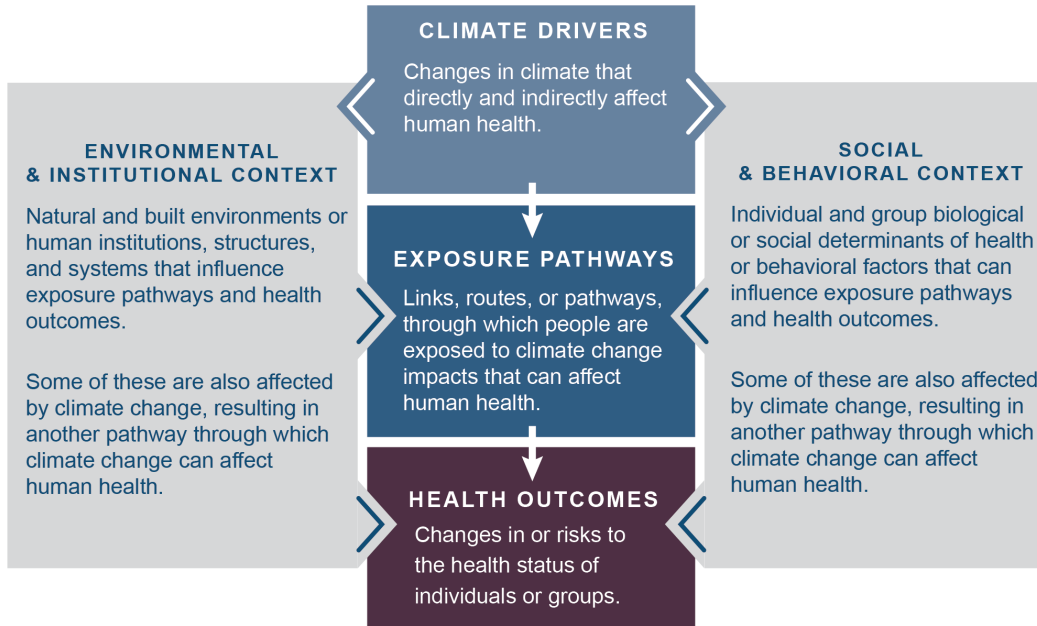 CLIMATE DRIVERS
Changes in climate that
directly and indirectly affect
human health.
ENVIRONMENTAL
& INSTITUTIONAL CONTEXT
Natural and built environments or
human institutions, structures,
and systems that influence
exposure pathways and health
outcomes.
Some of these are also affected
by climate change, resulting in
another pathway through which
climate change can affect
human health.
EXPOSURE PATHWAYS
Links, routes, or pathways,
through which people are
exposed to climate change
impacts that can affect
human health.
HEALTH OUTCOMES
Changes in or risks to
the health status of
individuals or groups.
SOCIAL
& BEHAVIORAL CONTEXT
Individual and group biological
or social determinants of health
or behavioral factors that can
influence exposure pathways
and health outcomes.
Some of these are also affected
by climate change, resulting in
another pathway through which
climate change can affect
human health.